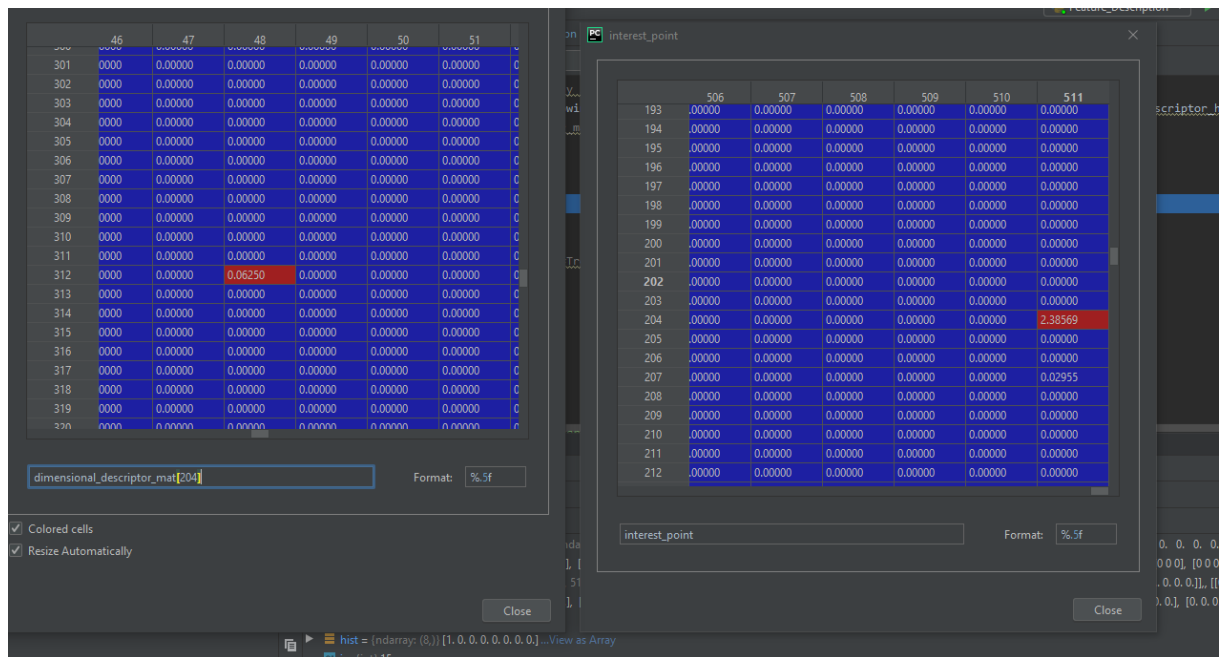 Feature_Description
interest_point
46 47 48 49 50 51
301 0000 0.00000 0.00000 0.00000 0.00000 0.00000
302 0000 0.00000 0.00000 0.00000 0.00000 0.00000
303 0000 0.00000 0.00000 0.00000 0.00000 0.00000
304 0000 0.00000 0.00000 0.00000 0.00000 0.00000
305 0000 0.00000 0.00000 0.00000 0.00000 0.00000
306 0000 0.00000 0.00000 0.00000 0.00000 0.00000
307 0000 0.00000 0.00000 0.00000 0.00000 0.00000
308 0000 0.00000 0.00000 0.00000 0.00000 0.00000
309 0000 0.00000 0.00000 0.00000 0.00000 0.00000
310 0000 0.00000 0.00000 0.00000 0.00000 0.00000
311 0000 0.00000 0.00000 0.00000 0.00000 0.00000
312 0000 0.00000 0.06250 0.00000 0.00000 0.00000
313 0000 0.00000 0.00000 0.00000 0.00000 0.00000
314 0000 0.00000 0.00000 0.00000 0.00000 0.00000
315 0000 0.00000 0.00000 0.00000 0.00000 0.00000
316 0000 0.00000 0.00000 0.00000 0.00000 0.00000
317 0000 0.00000 0.00000 0.00000 0.00000 0.00000
318 0000 0.00000 0.00000 0.00000 0.00000 0.00000
319 0000 0.00000 0.00000 0.00000 0.00000 0.00000
320 0000 0.00000 0.00000 0.00000 0.00000 0.00000
dimensional_descriptor_mat[204] Format: %.5f
Colored cells
Resize Automatically
Close
506 507 508 509 510 511
193 .00000 0.00000 0.00000 0.00000 0.00000 0.00000
194 .00000 0.00000 0.00000 0.00000 0.00000 0.00000
195 .00000 0.00000 0.00000 0.00000 0.00000 0.00000
196 .00000 0.00000 0.00000 0.00000 0.00000 0.00000
197 .00000 0.00000 0.00000 0.00000 0.00000 0.00000
198 .00000 0.00000 0.00000 0.00000 0.00000 0.00000
199 .00000 0.00000 0.00000 0.00000 0.00000 0.00000
200 .00000 0.00000 0.00000 0.00000 0.00000 0.00000
201 .00000 0.00000 0.00000 0.00000 0.00000 0.00000
202 .00000 0.00000 0.00000 0.00000 0.00000 0.00000
203 .00000 0.00000 0.00000 0.00000 0.00000 0.00000
204 .00000 0.00000 0.00000 0.00000 0.00000 2.38569
205 .00000 0.00000 0.00000 0.00000 0.00000 0.00000
206 .00000 0.00000 0.00000 0.00000 0.00000 0.00000
207 .00000 0.00000 0.00000 0.00000 0.00000 0.02955
208 .00000 0.00000 0.00000 0.00000 0.00000 0.00000
209 .00000 0.00000 0.00000 0.00000 0.00000 0.00000
210 .00000 0.00000 0.00000 0.00000 0.00000 0.00000
211 .00000 0.00000 0.00000 0.00000 0.00000 0.00000
212 .00000 0.00000 0.00000 0.00000 0.00000 0.00000
interest_point Format: %.5f
Close
hist = {ndarray: (8,)} [1. 0. 0. 0. 0. 0. 0. 0.] ...View as Array